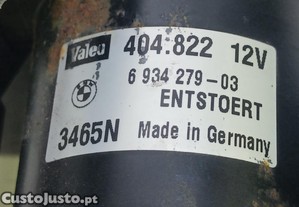 Valeo 404.822 12V
6 934 279-03
ENTSTOERT
3465N Made in Germany
CustoJusto.pt